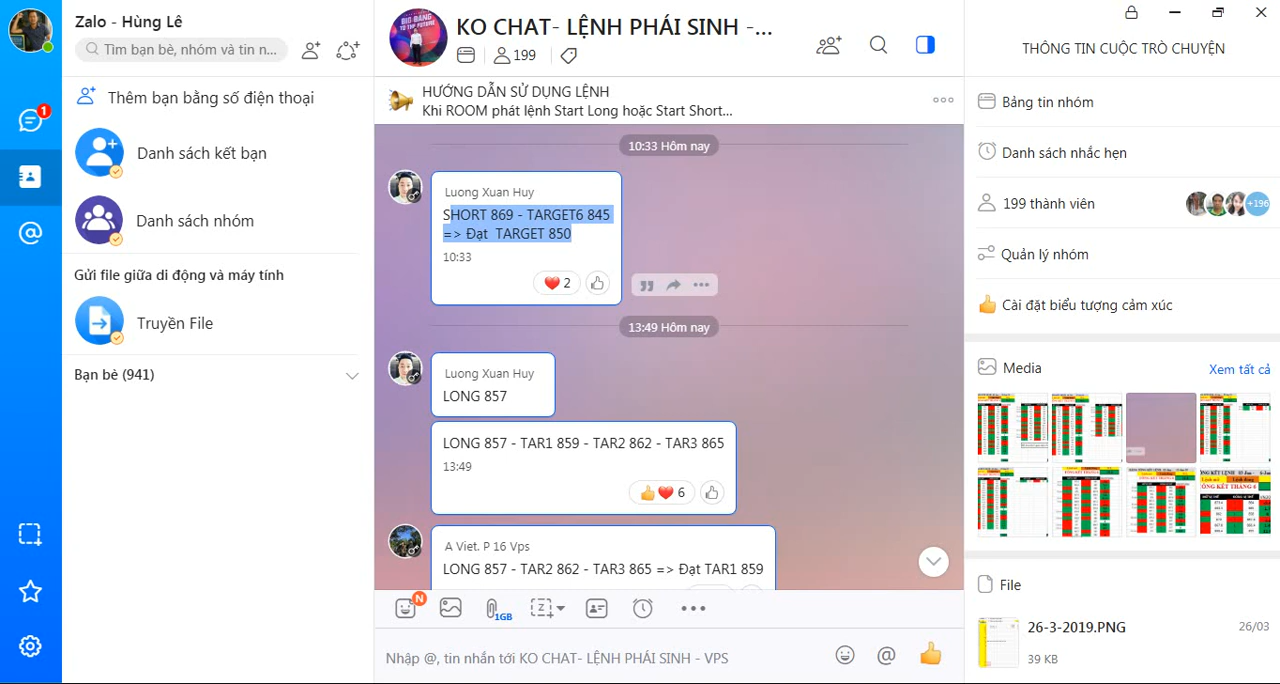 Zalo - Hùng Lê
Tìm bạn bè, nhóm và tin n...
1
Thêm bạn bằng số điện thoại
Danh sách kết bạn
Danh sách nhóm
Gửi file giữa di động và máy tính
Truyền File
Bạn bè (941)
BIG-BANG
KO CHAT- LỆNH PHÁI SINH -...
199
HƯỚNG DẪN SỬ DỤNG LỆNH
Khi ROOM phát lệnh Start Long hoặc Start Short...
10:33 Hôm nay
Luong Xuan Huy
SHORT 869 - TARGET6 845
=> Đạt TARGET 850
10:33
2
13:49 Hôm nay
Luong Xuan Huy
LONG 857
LONG 857 - TAR1 859 - TAR2 862 - TAR3 865
13:49
6
A Viet. P 16 Vps
LONG 857 - TAR2 862 - TAR3 865 => Đạt TAR1 859
N
1GB
Nhập @, tin nhắn tới KO CHAT- LỆNH PHÁI SINH - VPS
THÔNG TIN CUỘC TRÒ CHUYỆN
Bảng tin nhóm
Danh sách nhắc hẹn
199 thành viên
+196
Quản lý nhóm
Cài đặt biểu tượng cảm xúc
Media
Xem tất cả
File
26-3-2019.PNG
26/03
39 KB